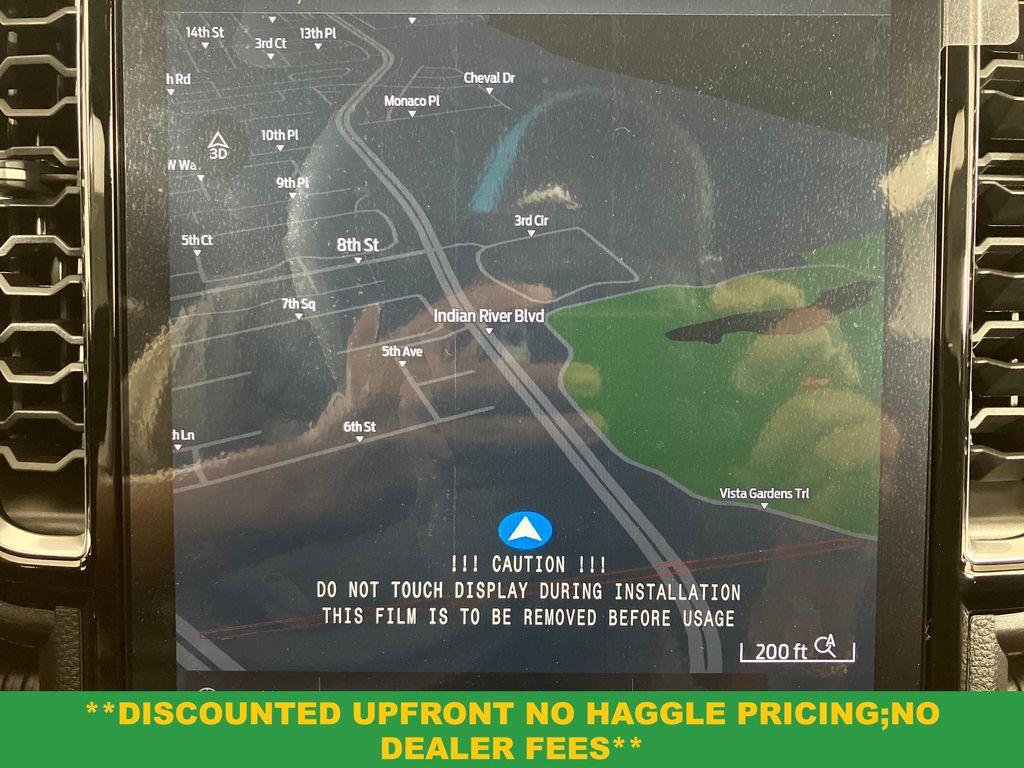 14th St
13th Pl
3rd Ct
h Rd
Cheval Dr
Monaco Pl
10th Pl
3D
W Wa
9th Pl
3rd Cir
5th Ct
8th St
7th Sq
Indian River Blvd
5th Ave
6th St
h Ln
Vista Gardens Trl
!!! CAUTION !!!
DO NOT TOUCH DISPLAY DURING INSTALLATION
THIS FILM IS TO BE REMOVED BEFORE USAGE
200 ft A
**DISCOUNTED UPFRONT NO HAGGLE PRICING;NO
DEALER FEES**